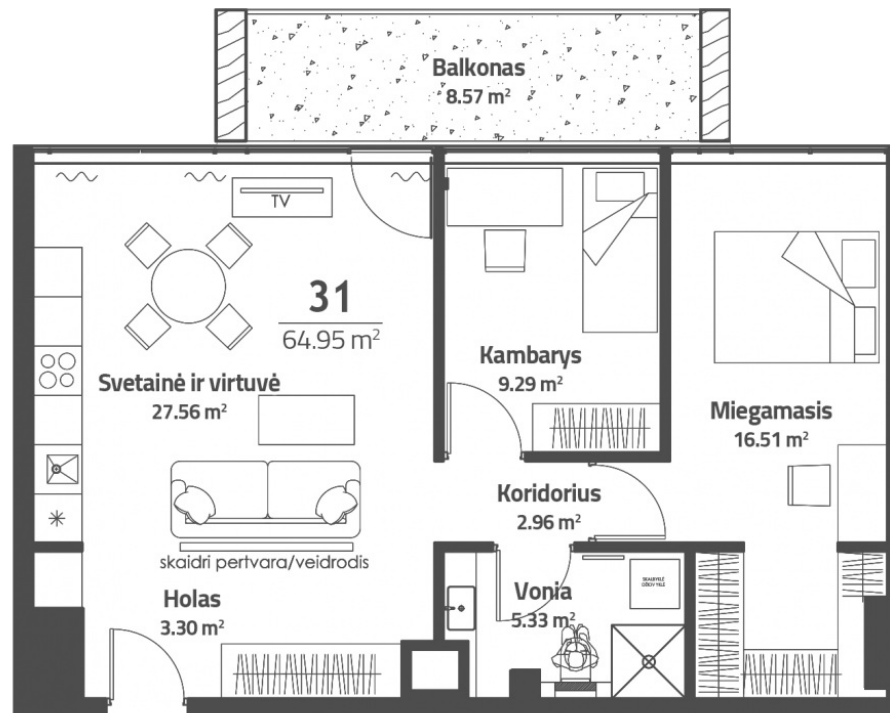 Balkonas
8.57 m²
TV
31
64.95 m²
Svetainė ir virtuvė
27.56 m²
Kambarys
9.29 m²
Miegamasis
16.51 m²
Koridorius
2.96 m²
skaidri pertvara/veidrodis
Holas
3.30 m²
Vonia
5.33 m²